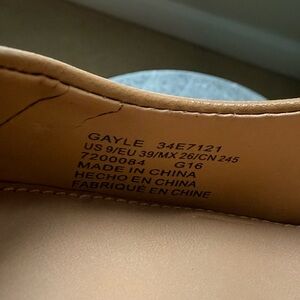 GAYLE 34E7121
US 9/EU 39/MX 26/CN 245
7200084 G16
MADE IN CHINA
HECHO EN CHINA
FABRIQUÉ EN CHINE